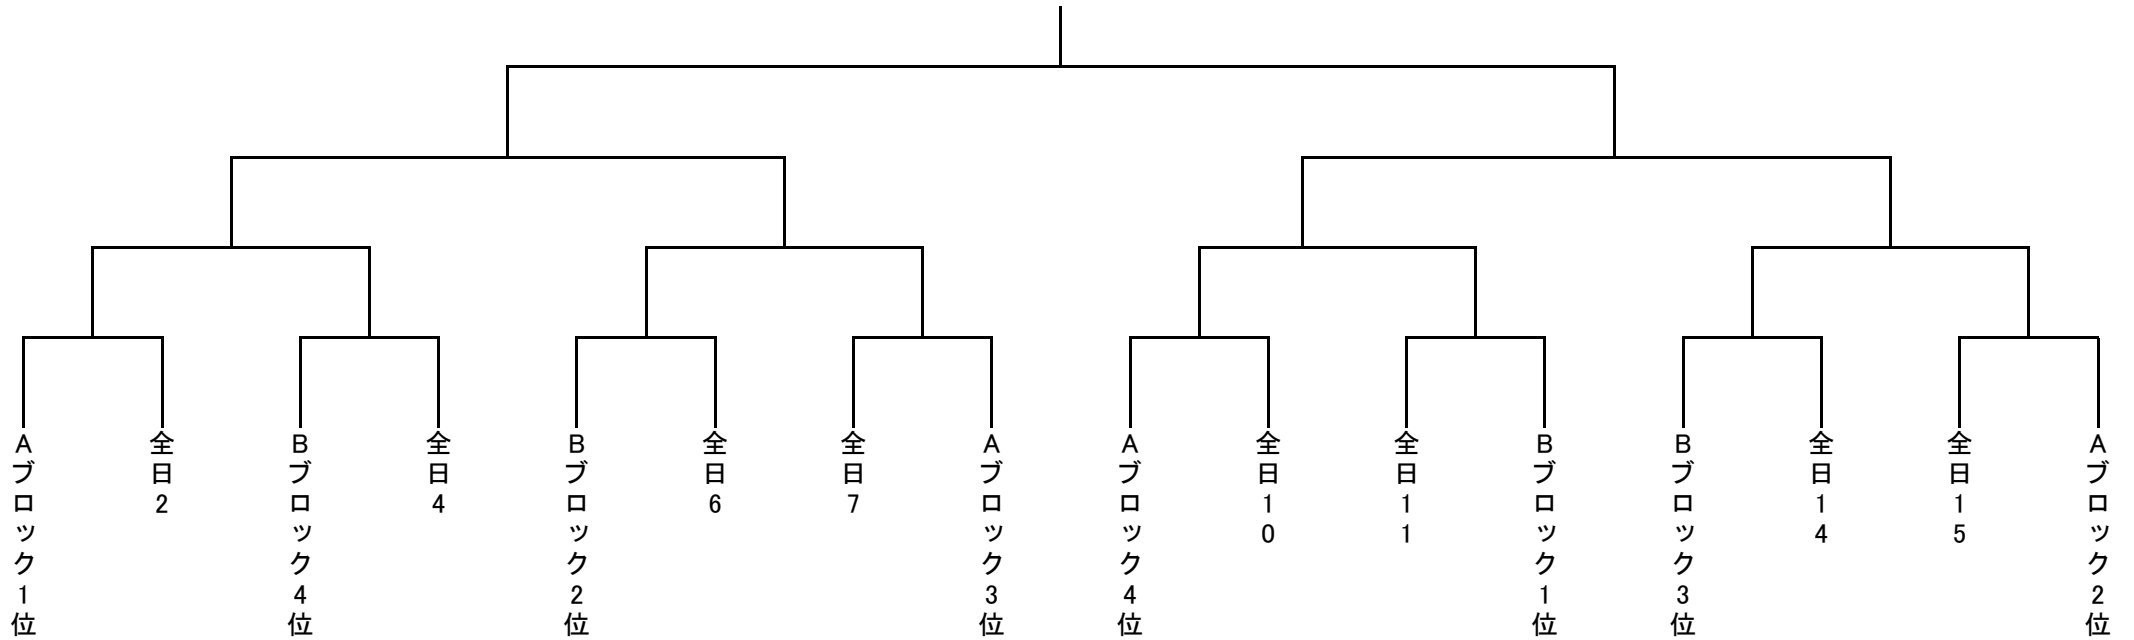 Aブロック1位
全日2
Bブロック4位
全日4
Bブロック2位
全日6
全日7
Aブロック3位
Aブロック4位
全日10
全日11
Bブロック1位
Bブロック3位
全日14
全日15
Aブロック2位